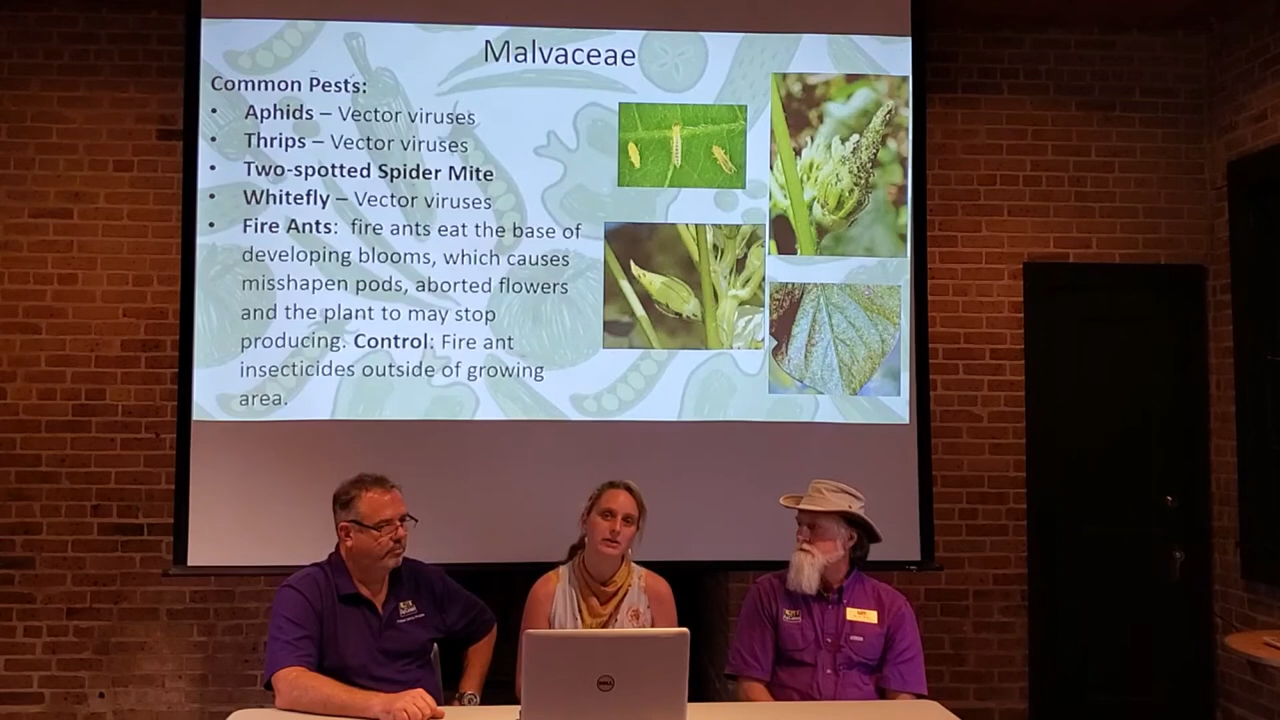 Malvaceae
Common Pests:
• Aphids – Vector viruses
• Thrips – Vector viruses
• Two-spotted Spider Mite
• Whitefly – Vector viruses
• Fire Ants: fire ants eat the base of
developing blooms, which causes
misshapen pods, aborted flowers
and the plant to may stop
producing. Control: Fire ant
insecticides outside of growing
area.
DELL